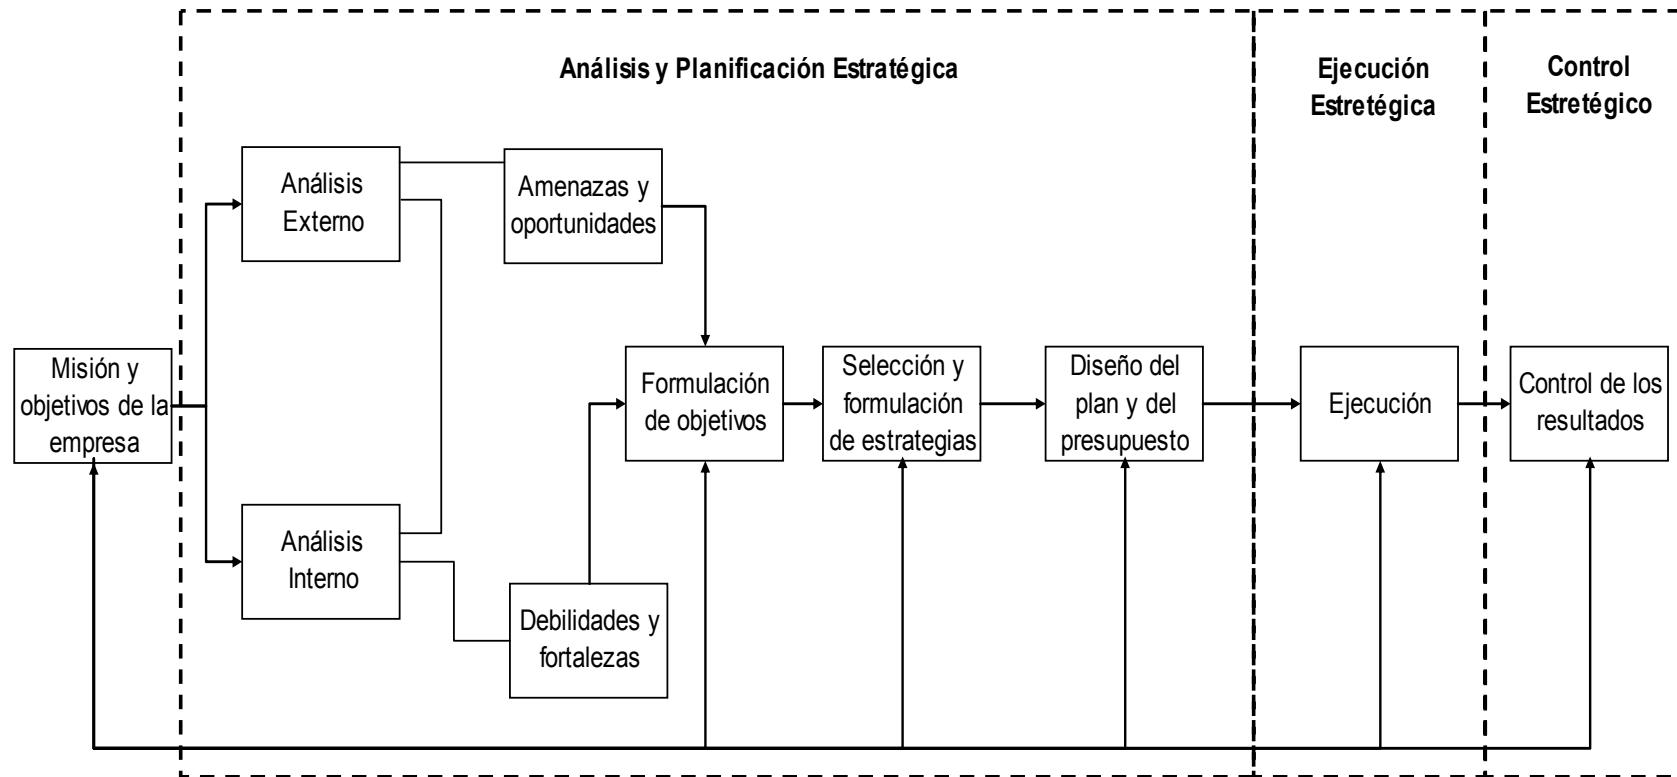 Análisis y Planificación Estratégica
Ejecución
Estretégica
Control
Estretégico
Análisis
Externo
Amenazas y
oportunidades
Misión y
objetivos de la
empresa
Formulación
de objetivos
Selección y
formulación
de estrategias
Diseño del
plan y del
presupuesto
Ejecución
Control de los
resultados
Análisis
Interno
Debilidades y
fortalezas